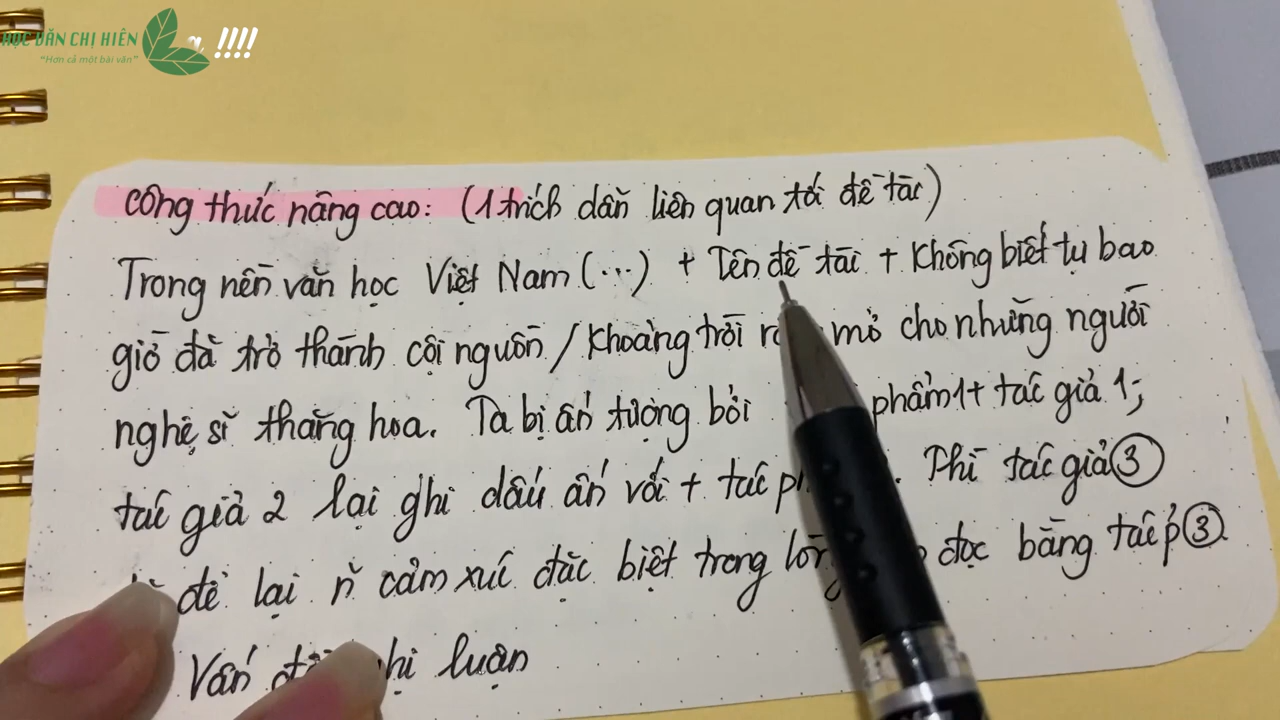 HỌC VĂN CHỊ HIÊN
"Hơn cả một bài văn"
a, !!!!
Công thức nâng cao: (1 trích dẫn liên quan tới đề tài)
Trong nền văn học Việt Nam (...) + Tên đề tài + Không biết tự bao
giờ đã trở thành cội nguồn / Khoảng trời mơ cho những người
nghệ sĩ thăng hoa. Ta bị ấn tượng bởi phẩm 1 + tác giả 1;
tác giả 2 lại ghi dấu ấn với + tác. Thì tác giả ③
để lại ň cảm xúc đặc biệt trong đọc bằng tác p̉ ③.
Vấn luận